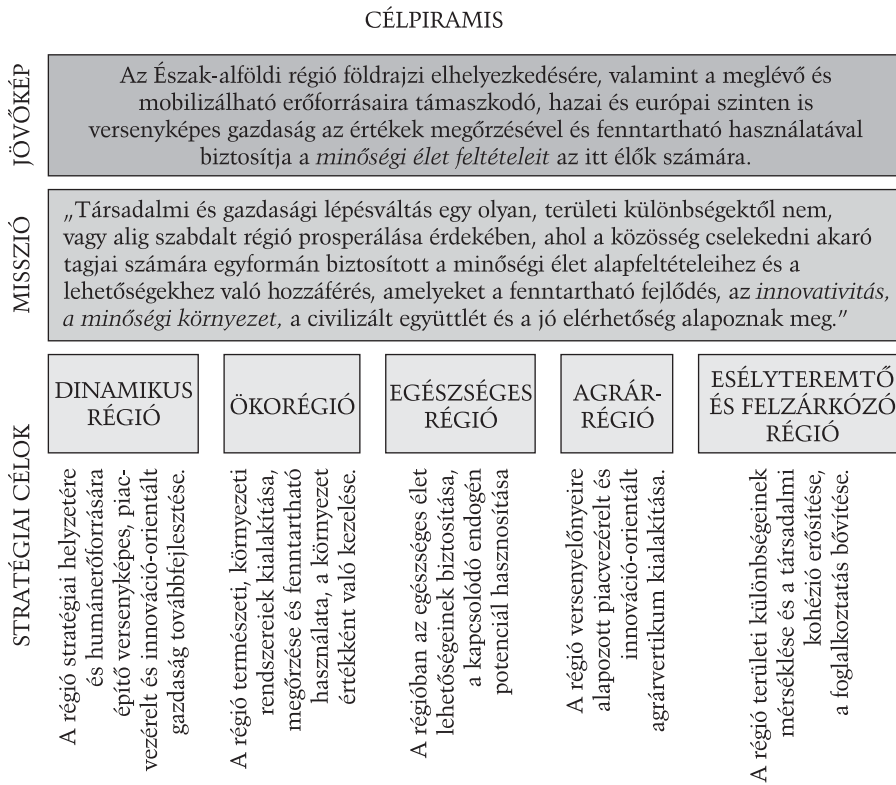 CÉLPIRAMIS
JÖVŐKÉP
Az Észak-alföldi régió földrajzi elhelyezkedésére, valamint a meglévő és
mobilizálható erőforrásaira támaszkodó, hazai és európai szinten is
versenyképes gazdaság az értékek megőrzésével és fenntartható használatával
biztosítja a minőségi élet feltételeit az itt élők számára.
MISSZIÓ
„Társadalmi és gazdasági lépésváltás egy olyan, területi különbségektől nem,
vagy alig szabdalt régió prosperálása érdekében, ahol a közösség cselekedni akaró
tagjai számára egyformán biztosított a minőségi élet alapfeltételeihez és a
lehetőségekhez való hozzáférés, amelyeket a fenntartható fejlődés, az innovativitás,
a minőségi környezet, a civilizált együttlét és a jó elérhetőség alapoznak meg.”
STRATÉGIAI CÉLOK
DINAMIKUS
RÉGIÓ
A régió stratégiai helyzetére
és humánerőforrására
építő versenyképes, piac-
vezérelt és innováció-orientált
gazdaság továbbfejlesztése.
ÖKORÉGIÓ
A régió természeti, környezeti
rendszereiek kialakítása,
megőrzése és fenntartható
használata, a környezet
értékként való kezelése.
EGÉSZSÉGES
RÉGIÓ
A régióban az egészséges élet
lehetőségeinek biztosítása,
a kapcsolódó endogén
potenciál hasznosítása
AGRÁR-
RÉGIÓ
A régió versenyelőnyeire
alapozott piacvezérelt és
innováció-orientált
agrárvertikum kialakítása.
ESÉLYTEREMTŐ
ÉS FELZÁRKÓZÓ
RÉGIÓ
A régió területi különbségeinek
mérséklése és a társadalmi
kohézió erősítése,
a foglalkoztatás bővítése.